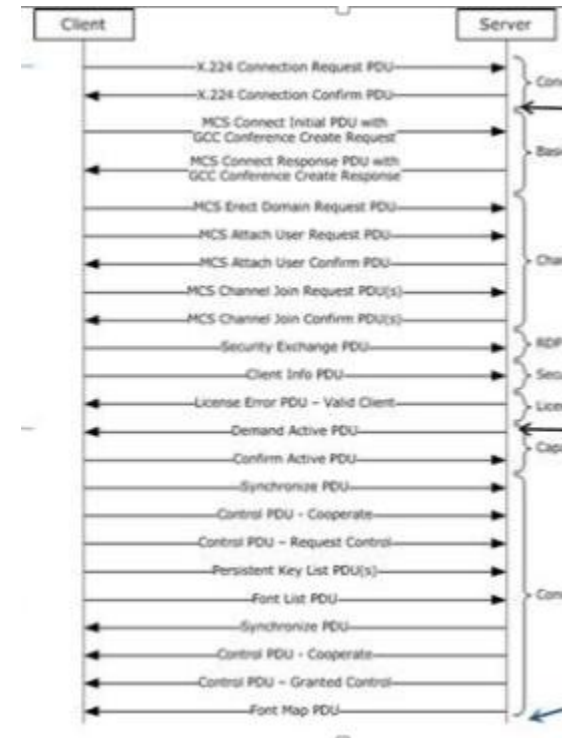 Client
Server
X.224 Connection Request PDU
X.224 Connection Confirm PDU
MCS Connect Initial PDU with
GCC Conference Create Request
MCS Connect Response PDU with
GCC Conference Create Response
MCS Erect Domain Request PDU
MCS Attach User Request PDU
MCS Attach User Confirm PDU
MCS Channel Join Request PDU(s)
MCS Channel Join Confirm PDU(s)
Security Exchange PDU
Client Info PDU
License Error PDU – Valid Client
Demand Active PDU
Confirm Active PDU
Synchronize PDU
Control PDU - Cooperate
Control PDU – Request Control
Persistent Key List PDU(s)
Font List PDU
Synchronize PDU
Control PDU - Cooperate
Control PDU – Granted Control
Font Map PDU